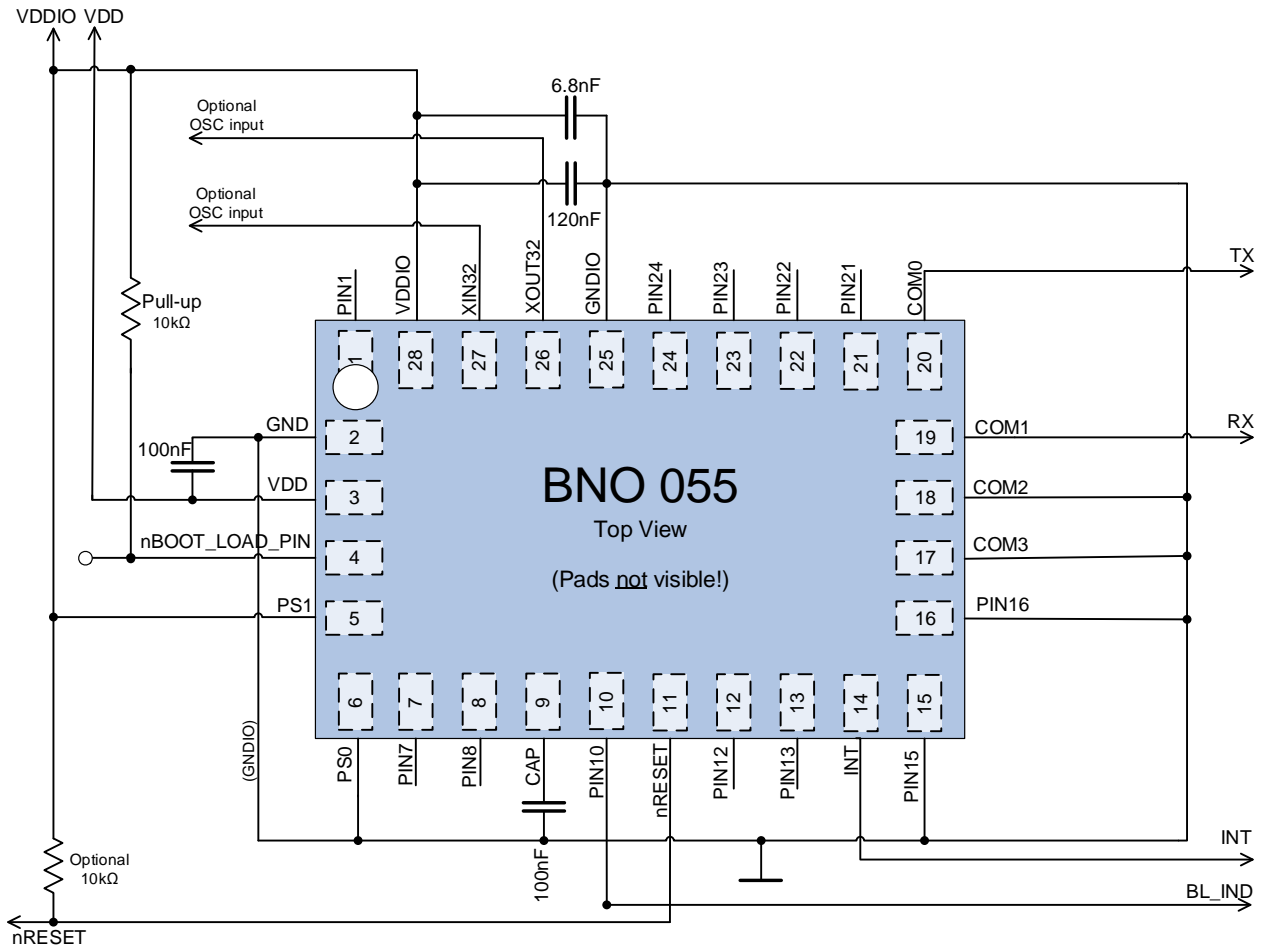 VDDIO VDD
6.8nF
Optional
OSC input
Optional
OSC input
120nF
TX
PIN1
VDDIO
XIN32
XOUT32
GNDIO
PIN24
PIN23
PIN22
PIN21
COM0
Pull-up
10kΩ
1
28
27
26
25
24
23
22
21
20
GND
2
19
COM1
RX
100nF
VDD
3
BNO 055
18
COM2
Top View
nBOOT_LOAD_PIN
4
17
COM3
(Pads not visible!)
PS1
5
16
PIN16
6
7
8
9
10
11
12
13
14
15
(GNDIO)
PS0
PIN7
PIN8
CAP
PIN10
nRESET
PIN12
PIN13
INT
PIN15
100nF
INT
Optional
10kΩ
BL_IND
nRESET